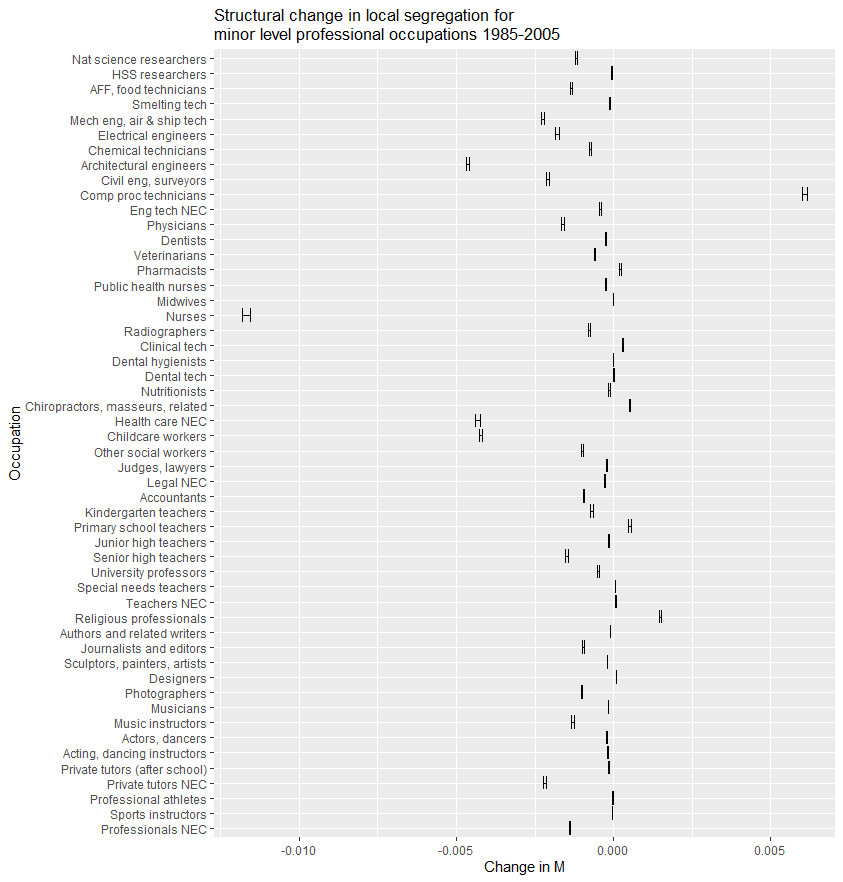 Structural change in local segregation for
minor level professional occupations 1985-2005
Occupation
Nat science researchers
HSS researchers
AFF, food technicians
Smelting tech
Mech eng, air & ship tech
Electrical engineers
Chemical technicians
Architectural engineers
Civil eng, surveyors
Comp proc technicians
Eng tech NEC
Physicians
Dentists
Veterinarians
Pharmacists
Public health nurses
Midwives
Nurses
Radiographers
Clinical tech
Dental hygienists
Dental tech
Nutritionists
Chiropractors, masseurs, related
Health care NEC
Childcare workers
Other social workers
Judges, lawyers
Legal NEC
Accountants
Kindergarten teachers
Primary school teachers
Junior high teachers
Senior high teachers
University professors
Special needs teachers
Teachers NEC
Religious professionals
Authors and related writers
Journalists and editors
Sculptors, painters, artists
Designers
Photographers
Musicians
Music instructors
Actors, dancers
Acting, dancing instructors
Private tutors (after school)
Private tutors NEC
Professional athletes
Sports instructors
Professionals NEC
-0.010 -0.005 0.000 0.005
Change in M